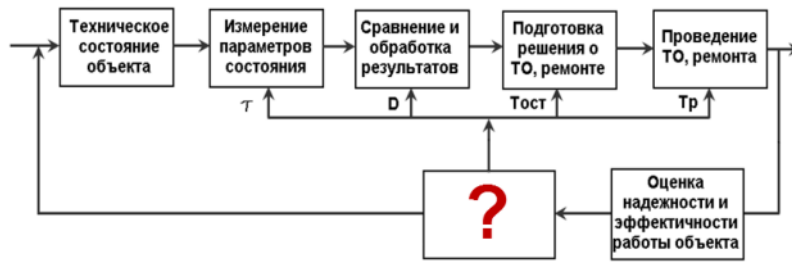 Техническое
состояние
объекта
Измерение
параметров
состояния
Сравнение и
обработка
результатов
Подготовка
решения о
ТО, ремонте
Проведение
ТО, ремонта
τ
D
Тост
Тр
?
Оценка
надежности и
эффектичности
работы объекта